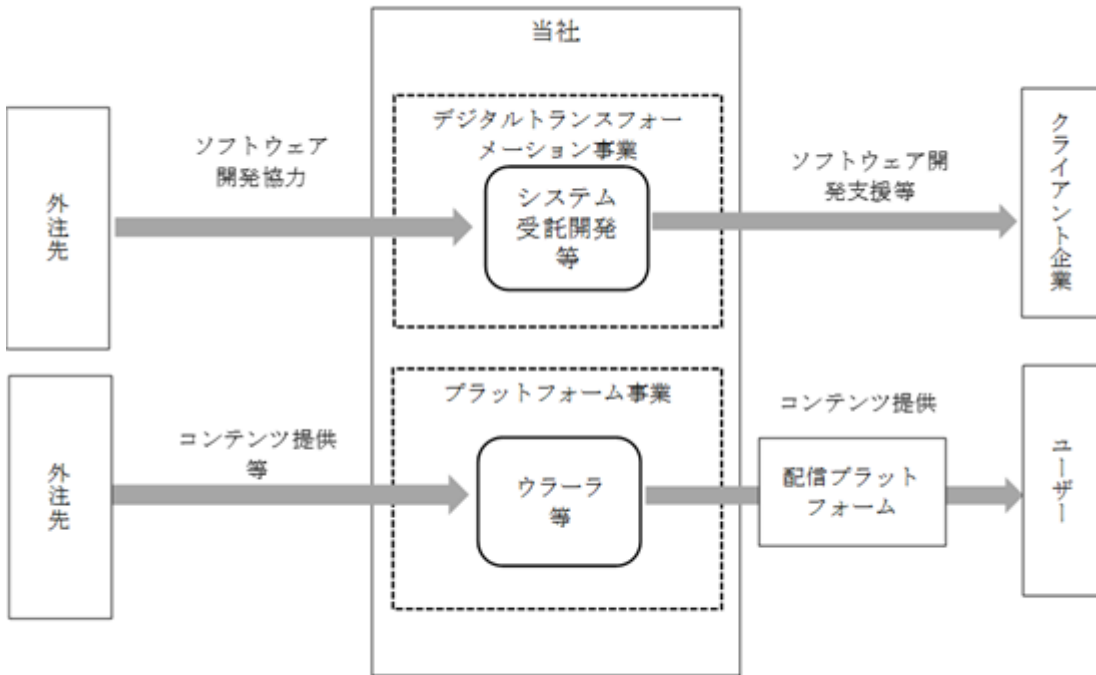 当社
デジタルトランスフォー
メーション事業
ソフトウェア
開発協力
ソフトウェア開
発支援等
外注先
システム
受託開発
等
クライアント企業
プラットフォーム事業
コンテンツ提供
等
コンテンツ提供
外注先
ウラーラ
等
配信プラット
フォーム
ユーザー